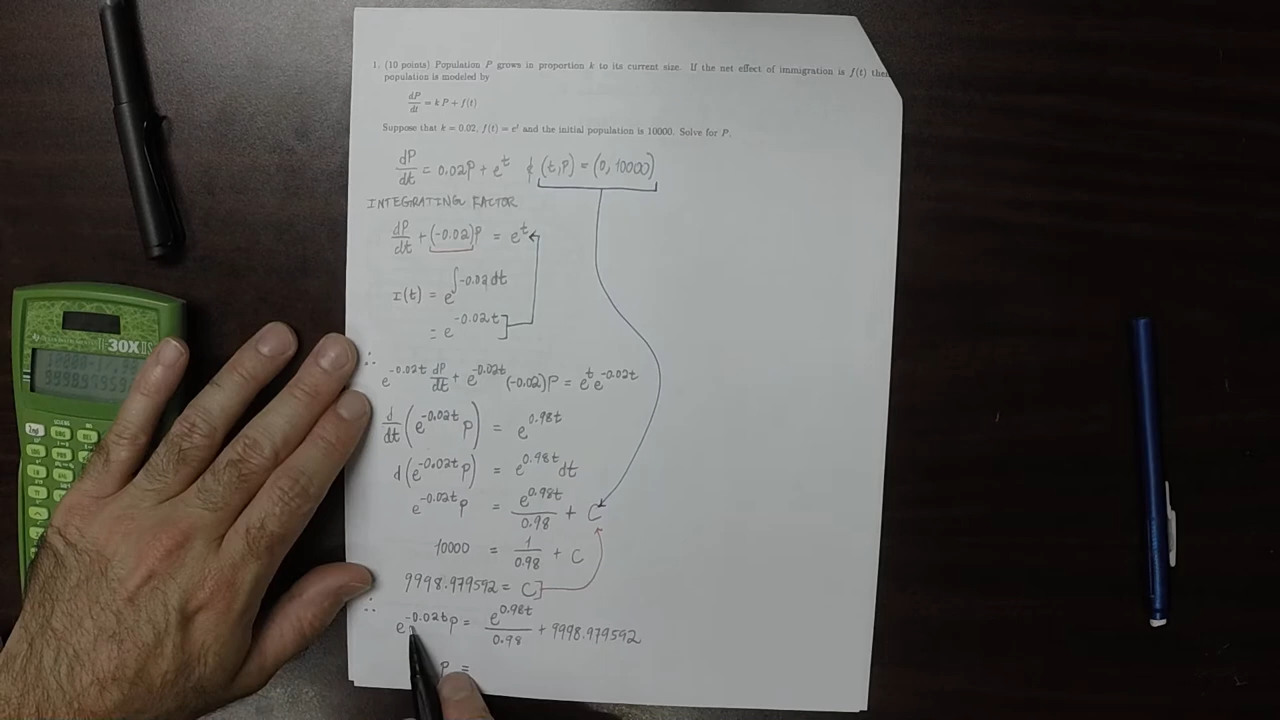 1. (10 points) Population P grows in proportion k to its current size. If the net effect of immigration is f(t) then
population is modeled by
dP/dt = k P + f(t)
Suppose that k = 0.02, f(t) = e^t and the initial population is 10000. Solve for P.
dP/dt = 0.02P + e^t & (t,P) = (0, 10000)
INTEGRATING FACTOR
dP/dt + (-0.02)P = e^t
I(t) = e^∫-0.02 dt
= e^-0.02t
∴
e^-0.02t dP/dt + e^-0.02t (-0.02)P = e^t e^-0.02t
d/dt (e^-0.02t P) = e^0.98t
d(e^-0.02t P) = e^0.98t dt
e^-0.02t P = e^0.98t/0.98 + C
10000 = 1/0.98 + C
9998.979592 = C
∴
e^-0.02t P = e^0.98t/0.98 + 9998.979592
P =
TI-30X IIS
2nd